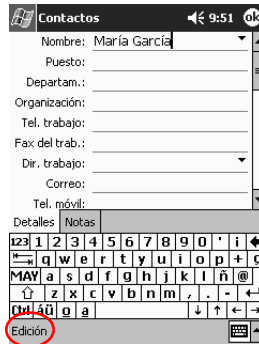 Contactos 9:51 ok
Nombre: María García
Puesto:
Departam.:
Organización:
Tel. trabajo:
Fax del trab.:
Dir. trabajo:
Correo:
Tel. móvil:
Detalles Notas
123 1 2 3 4 5 6 7 8 9 0 ' ¡
q w e r t y u i o p +
MAY a s d f g h j k l ñ @
z x c v b n m , . -
Ctrl áü º ª
Edición